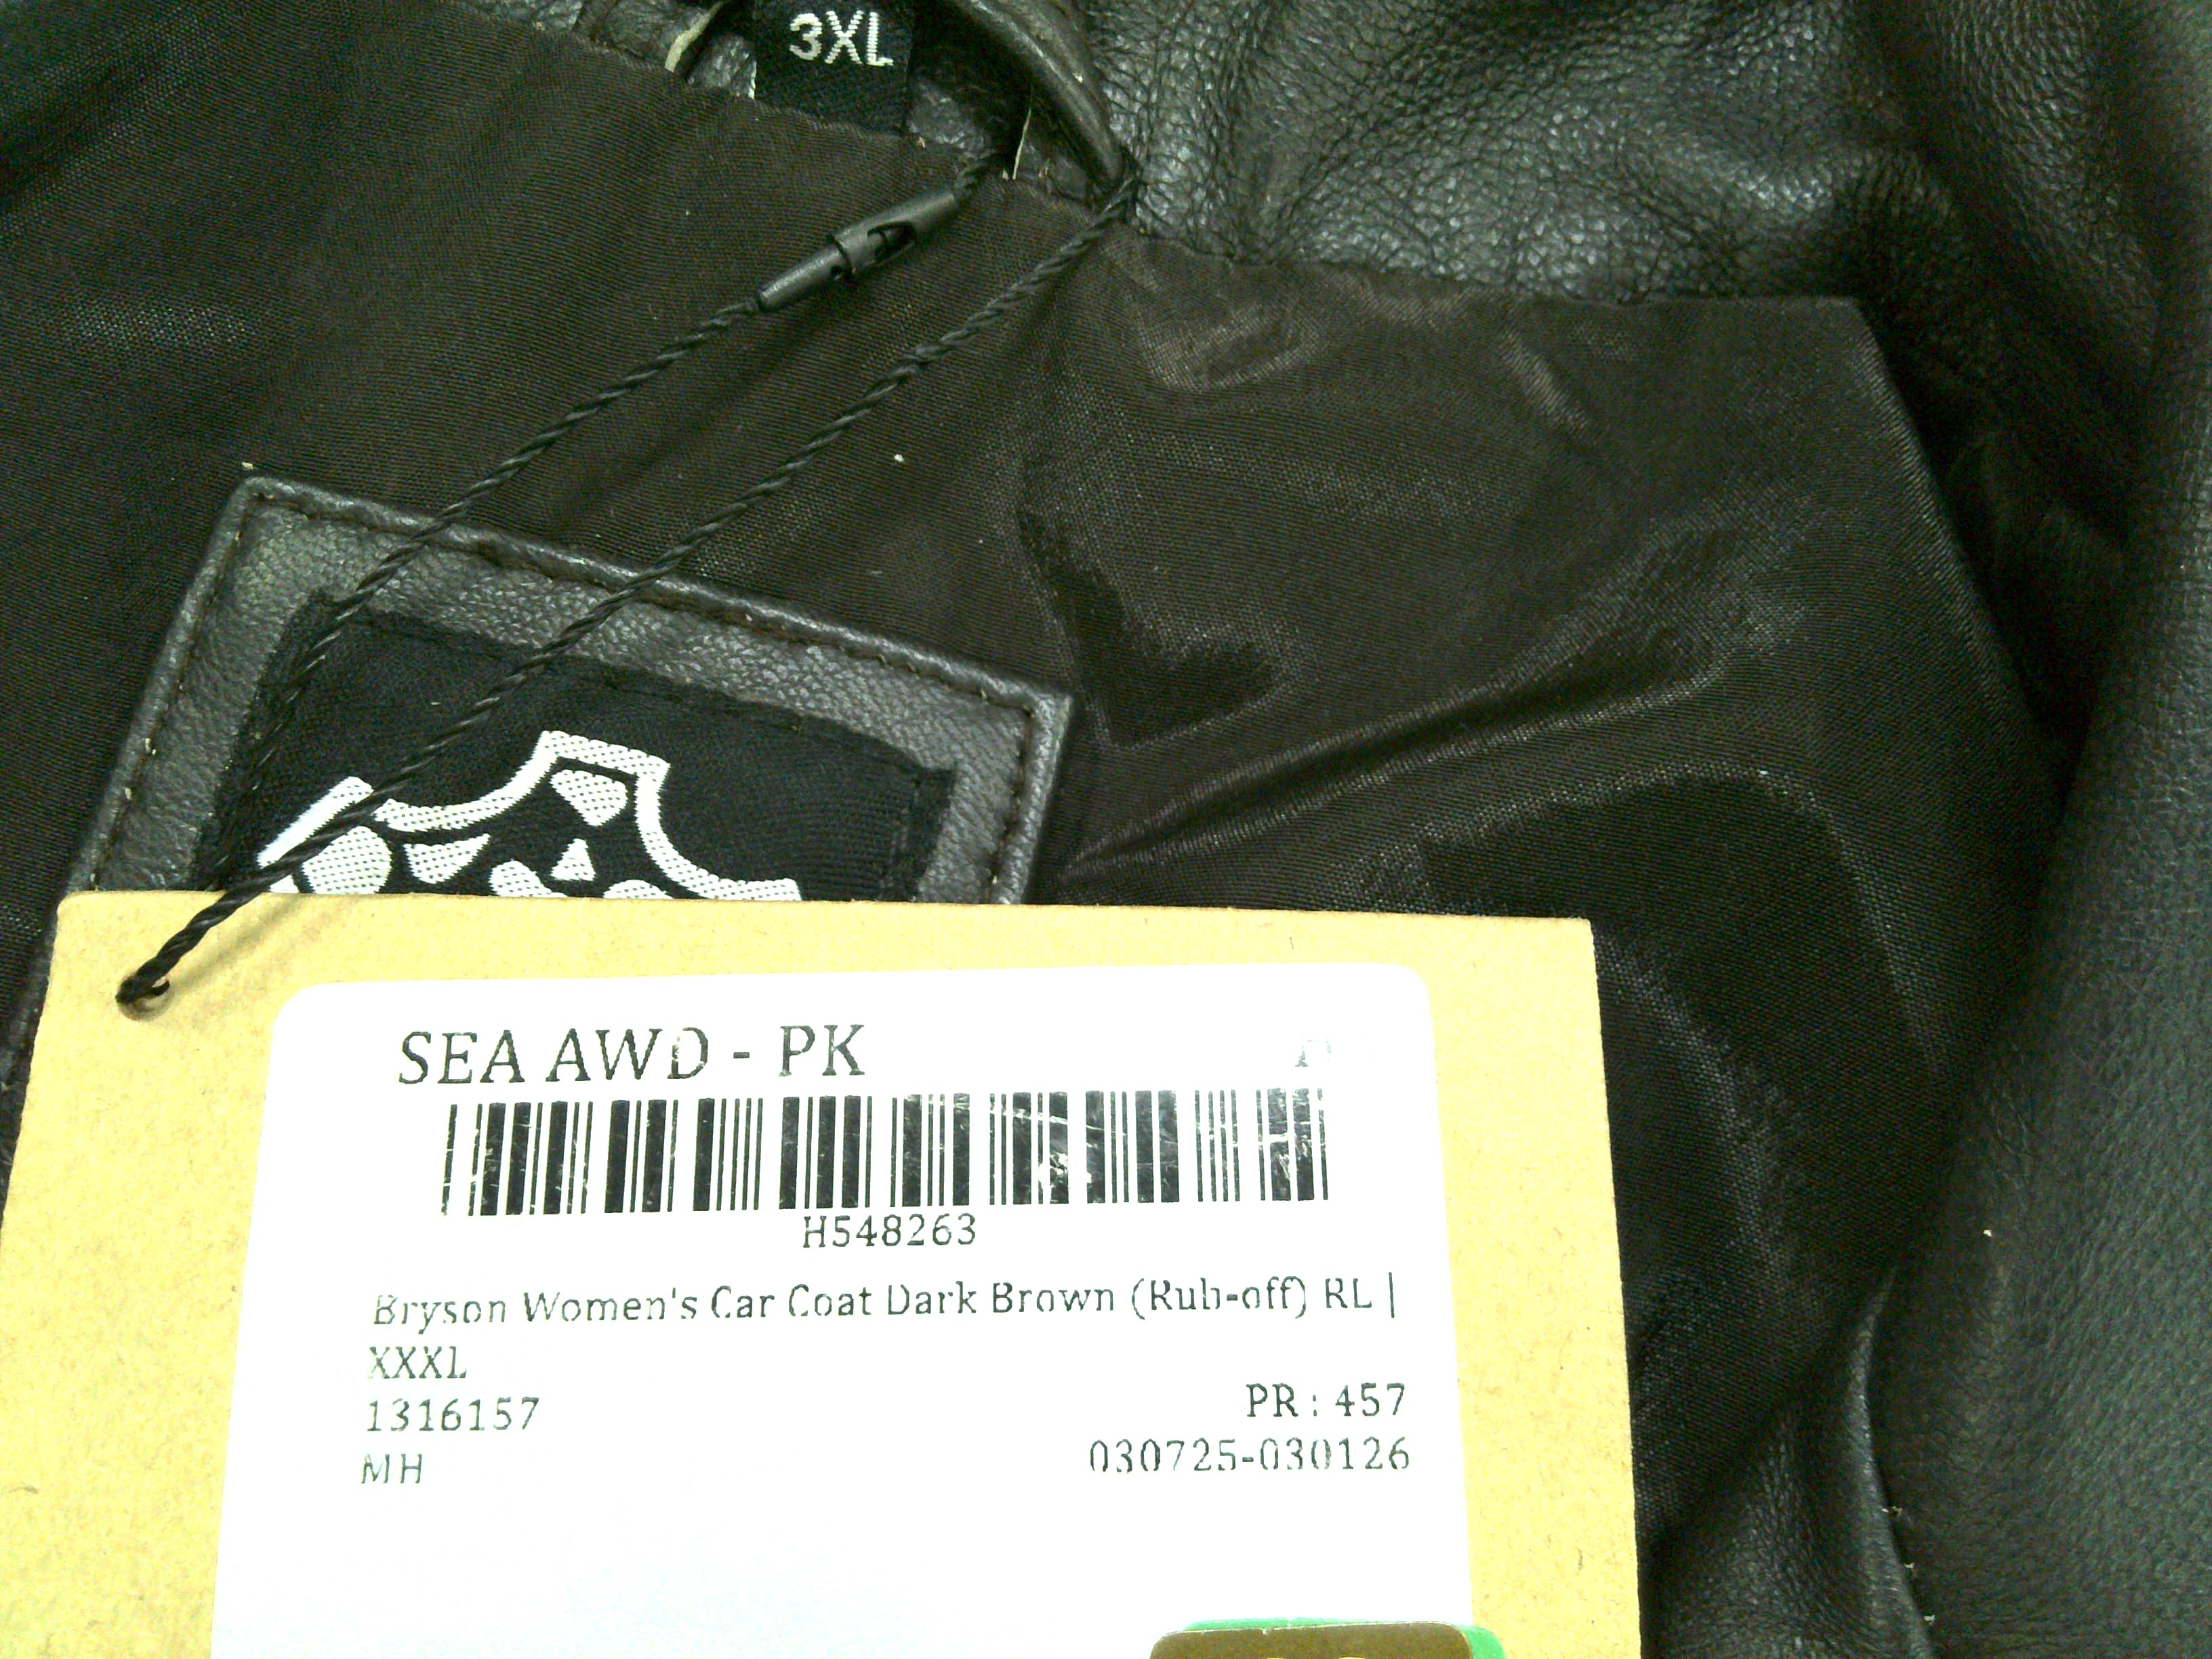 3XL
SEA AWD - PK
H548263
Bryson Women's Car Coat Dark Brown (Rub-off) RL |
XXXL
1316157
PR : 457
MH
030725-030126